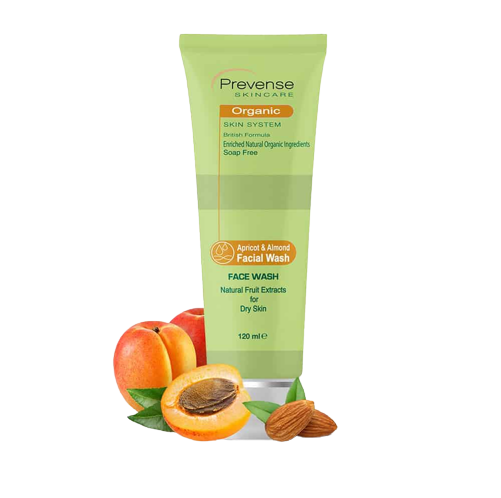 Prevense
SKINCARE
Organic
SKIN SYSTEM
British Formula
Enriched Natural Organic Ingredients
Soap Free
Apricot & Almond
Facial Wash
FACE WASH
Natural Fruit Extracts
for
Dry Skin
120 ml ℮